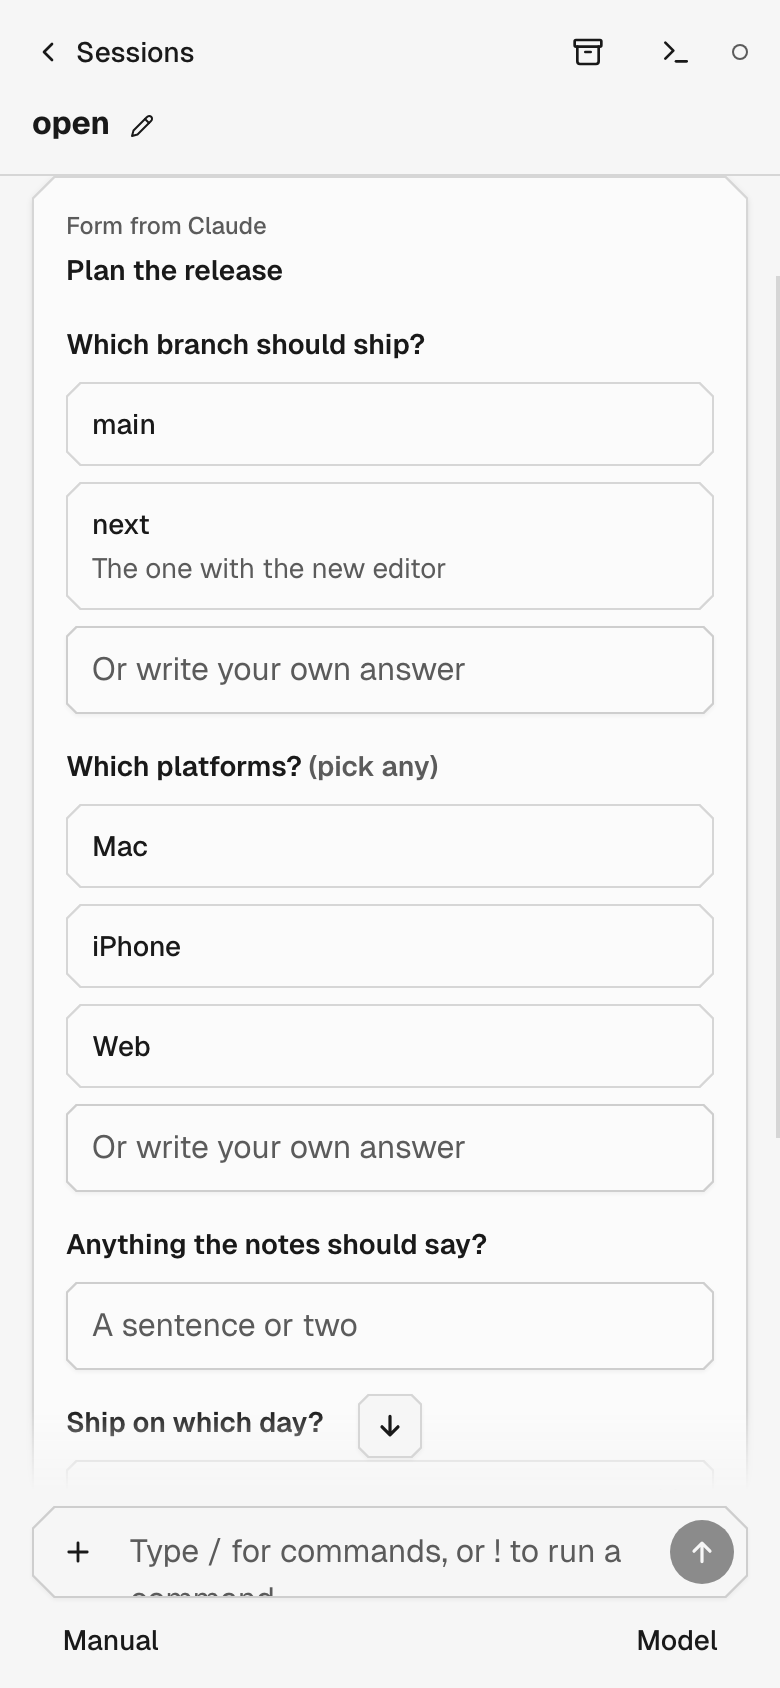 Sessions
open
Form from Claude
Plan the release
Which branch should ship?
main
next
The one with the new editor
Or write your own answer
Which platforms? (pick any)
Mac
iPhone
Web
Or write your own answer
Anything the notes should say?
A sentence or two
Ship on which day?
Type / for commands, or ! to run a
command
Manual
Model